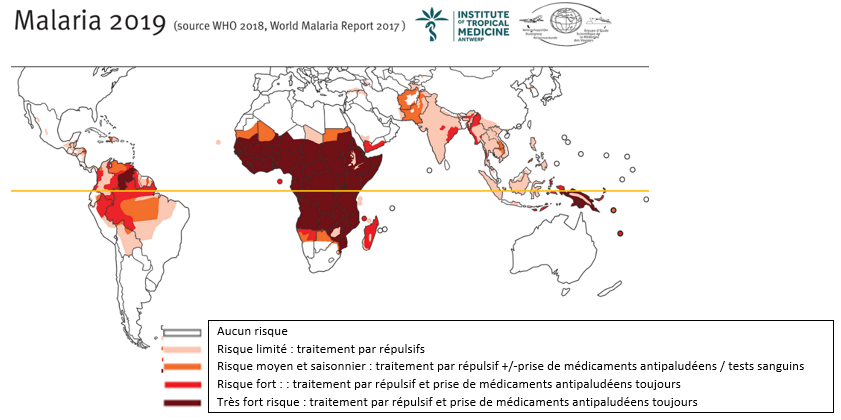 Malaria 2019 (source WHO 2018, World Malaria Report 2017 )
INSTITUTE
OF TROPICAL
MEDICINE
ANTWERP
Aucun risque
Risque limité : traitement par répulsifs
Risque moyen et saisonnier : traitement par répulsif +/-prise de médicaments antipaludéens / tests sanguins
Risque fort : : traitement par répulsif et prise de médicaments antipaludéens toujours
Très fort risque : traitement par répulsif et prise de médicaments antipaludéens toujours